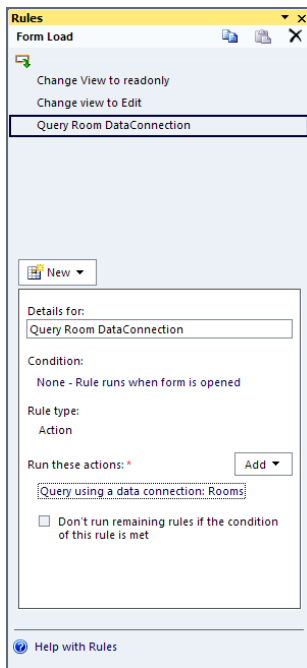 Rules
Form Load
Change View to readonly
Change view to Edit
Query Room DataConnection
New
Details for:
Query Room DataConnection
Condition:
None - Rule runs when form is opened
Rule type:
Action
Run these actions: * Add
Query using a data connection: Rooms
Don't run remaining rules if the condition
of this rule is met
Help with Rules